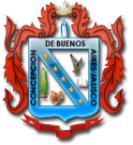 CONCEPCION
DE BUENOS
AIRES JALISCO